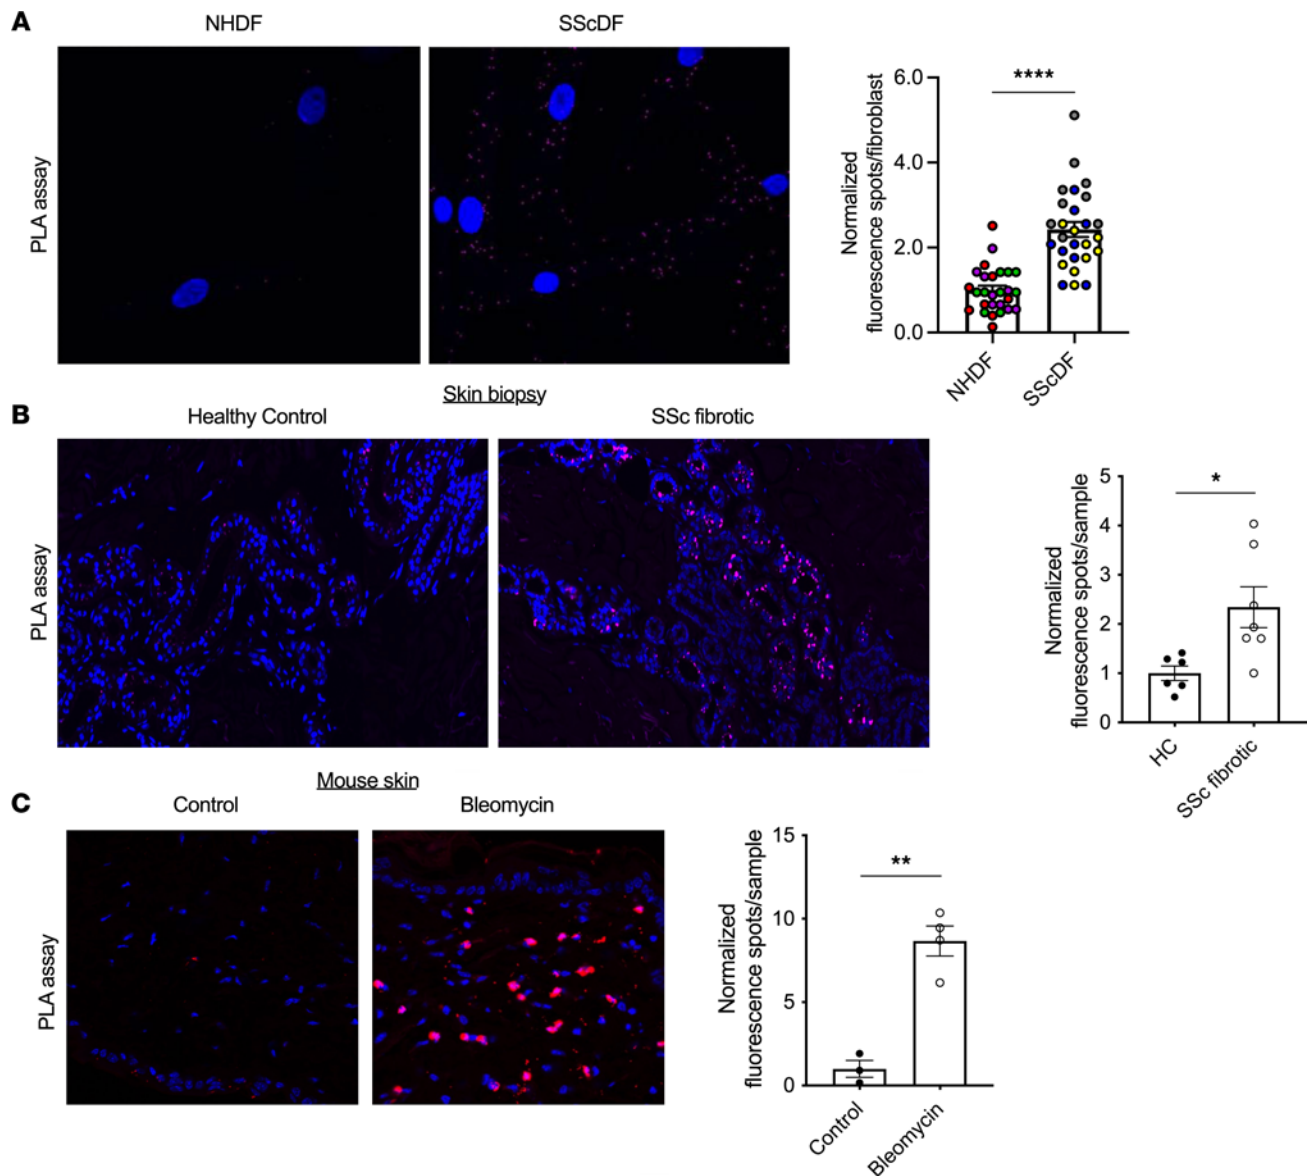 A
NHDF
SScDF
PLA assay
Normalized
fluorescence spots/fibroblast
6.0
4.0
2.0
0.0
****
NHDF
SScDF
Skin biopsy
B
Healthy Control
SSc fibrotic
PLA assay
Normalized
fluorescence spots/sample
5
4
3
2
1
0
*
HC
SSc fibrotic
Mouse skin
C
Control
Bleomycin
PLA assay
Normalized
fluorescence spots/sample
15
10
5
0
**
Control
Bleomycin